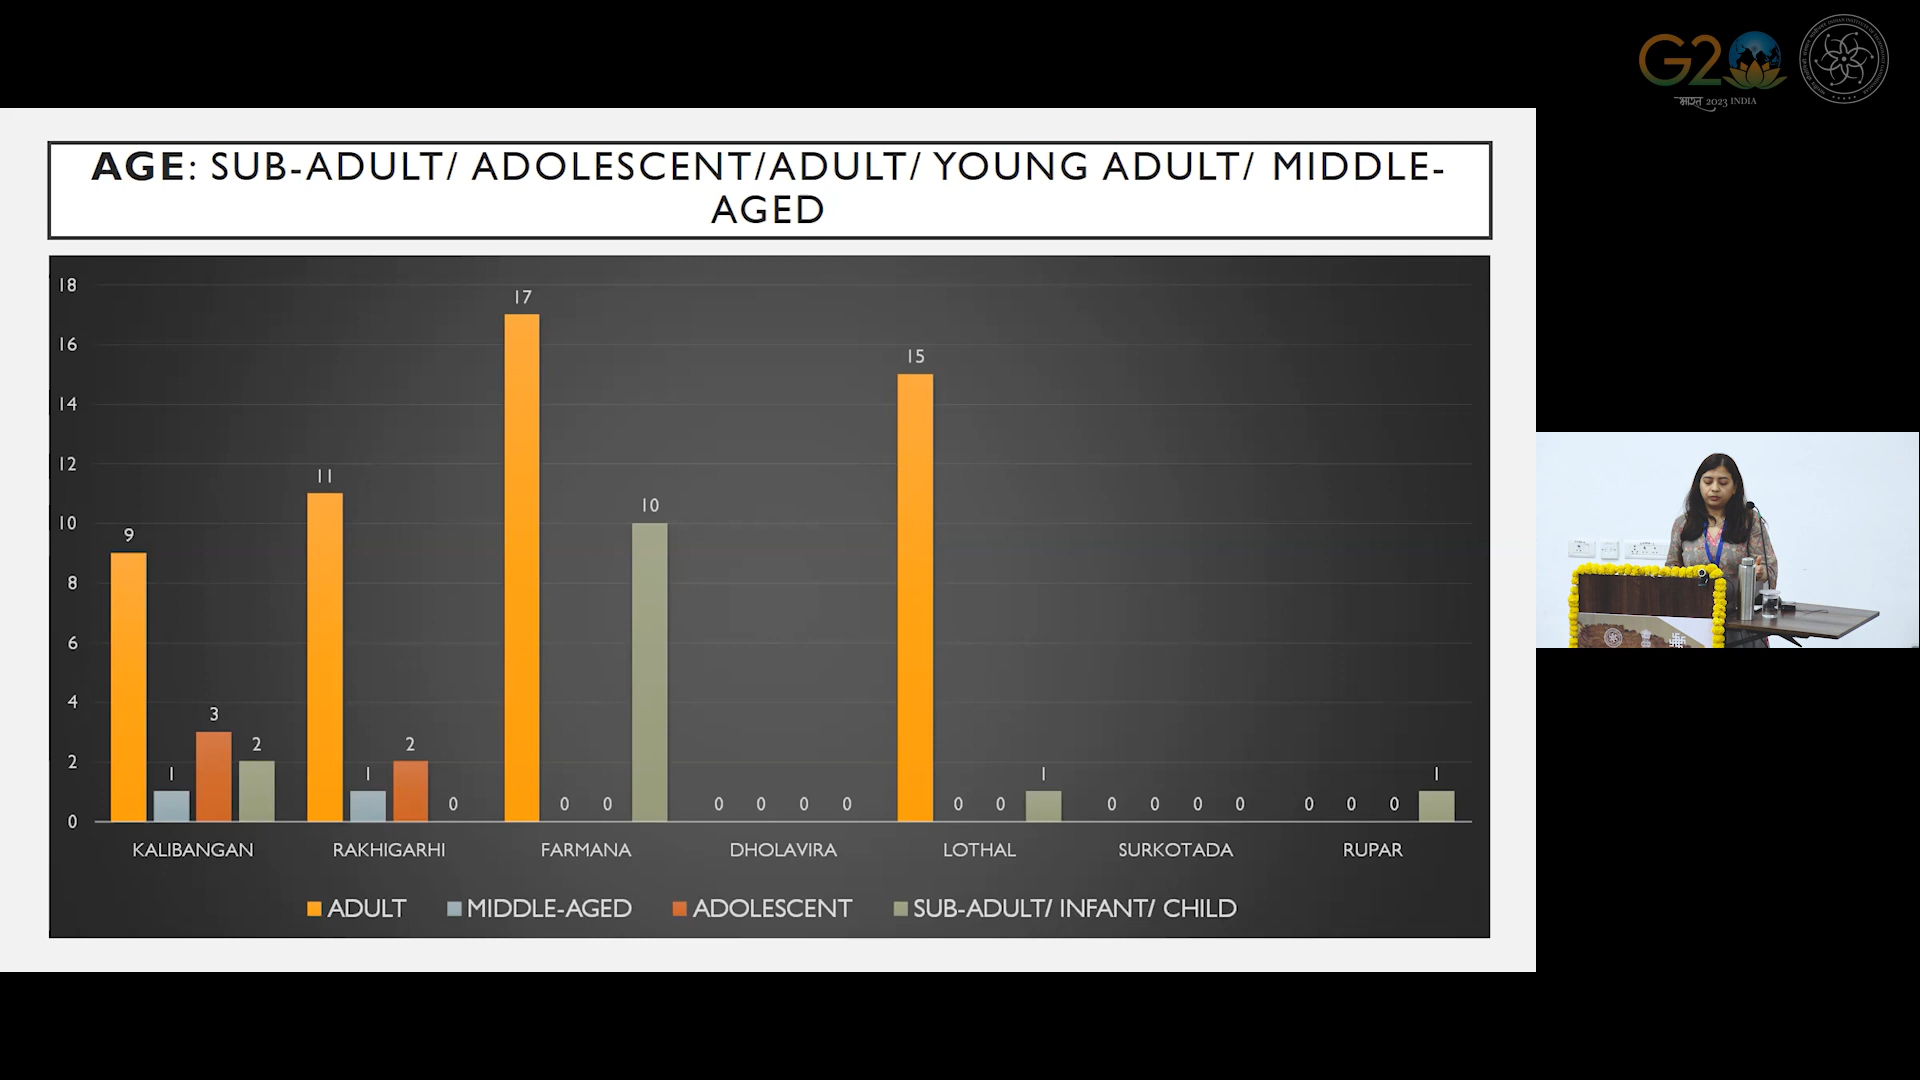 G20
भारत 2023 INDIA
AGE: SUB-ADULT/ ADOLESCENT/ADULT/ YOUNG ADULT/ MIDDLE-
AGED
18
16
14
12
10
8
6
4
2
0
9
1
3
2
11
1
2
0
17
0
0
10
0
0
0
0
15
0
0
1
0
0
0
0
0
0
0
1
KALIBANGAN
RAKHIGARHI
FARMANA
DHOLAVIRA
LOTHAL
SURKOTADA
RUPAR
ADULT
MIDDLE-AGED
ADOLESCENT
SUB-ADULT/ INFANT/ CHILD